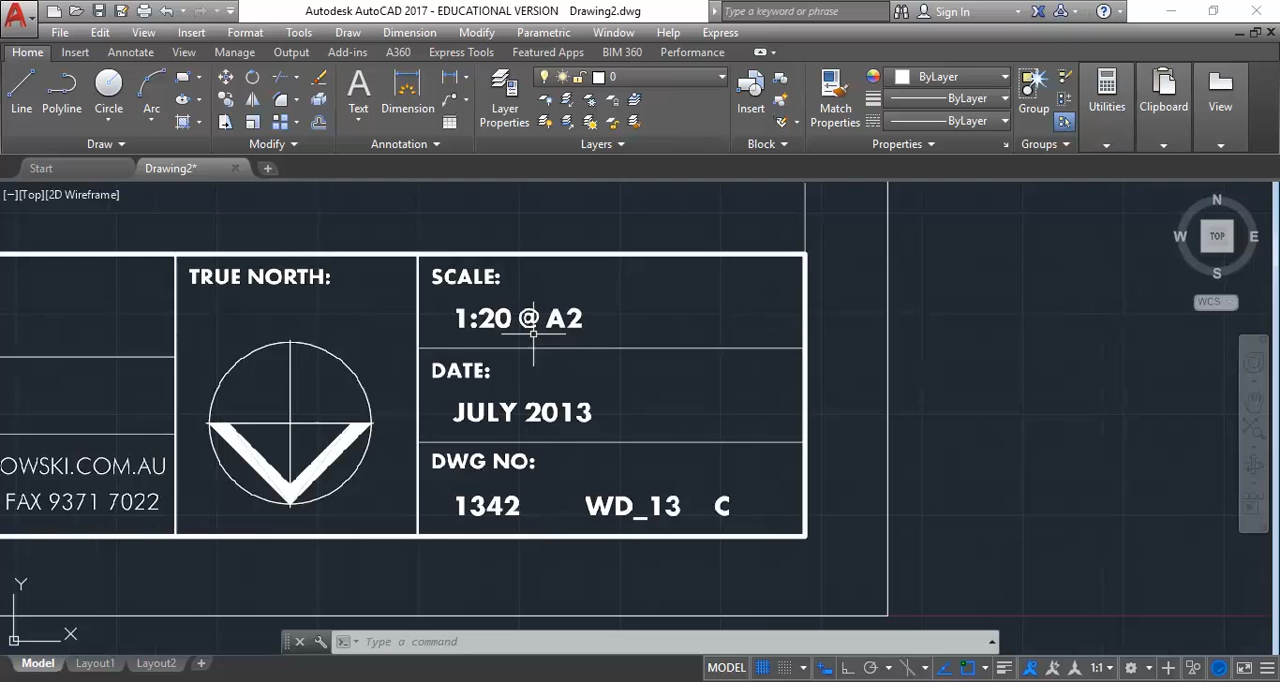 Autodesk AutoCAD 2017 - EDUCATIONAL VERSION Drawing2.dwg
Type a keyword or phrase
Sign In
File Edit View Insert Format Tools Draw Dimension Modify Parametric Window Help Express
Home Insert Annotate View Manage Output Add-ins A360 Express Tools Featured Apps BIM 360 Performance
Line Polyline Circle Arc
Text Dimension
Layer Properties
0
Insert
Match Properties
ByLayer
ByLayer
ByLayer
Group
Utilities
Clipboard
View
Draw Modify Annotation Layers Block Properties Groups
Start Drawing2*
[−][Top][2D Wireframe]
N
W TOP E
S
WCS
TRUE NORTH:
SCALE:
1:20 @ A2
DATE:
JULY 2013
DWG NO:
1342 WD_13 C
OWSKI.COM.AU
FAX 9371 7022
Y
X
Type a command
Model Layout1 Layout2 +
MODEL
1:1